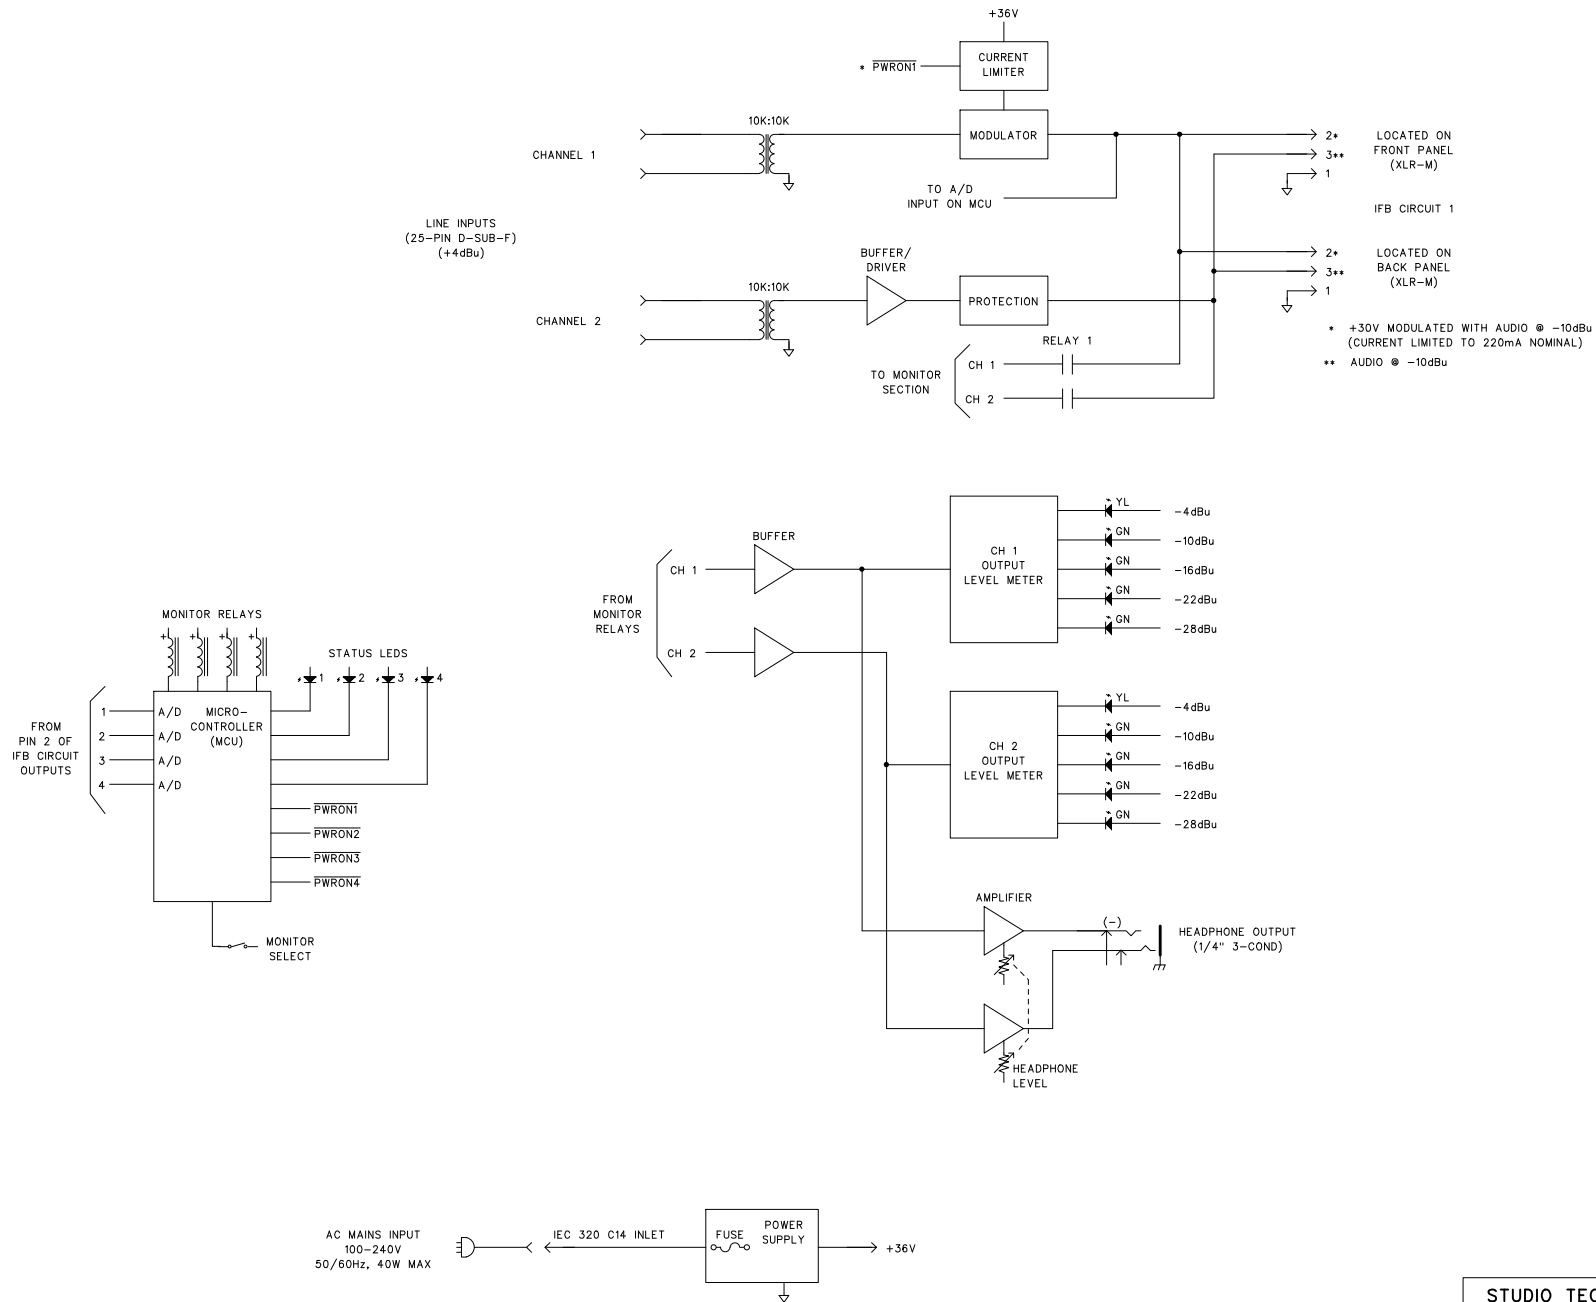 +36V
CURRENT
LIMITER
* PWRON1
10K:10K
MODULATOR
CHANNEL 1
2*
3**
1
LOCATED ON
FRONT PANEL
(XLR-M)
TO A/D
INPUT ON MCU
IFB CIRCUIT 1
LINE INPUTS
(25-PIN D-SUB-F)
(+4dBu)
BUFFER/
DRIVER
2*
3**
1
LOCATED ON
BACK PANEL
(XLR-M)
10K:10K
PROTECTION
CHANNEL 2
* +30V MODULATED WITH AUDIO @ -10dBu
(CURRENT LIMITED TO 220mA NOMINAL)
** AUDIO @ -10dBu
RELAY 1
TO MONITOR
SECTION
CH 1
CH 2
BUFFER
FROM
MONITOR
RELAYS
CH 1
CH 2
CH 1
OUTPUT
LEVEL METER
YL -4dBu
GN -10dBu
GN -16dBu
GN -22dBu
GN -28dBu
CH 2
OUTPUT
LEVEL METER
YL -4dBu
GN -10dBu
GN -16dBu
GN -22dBu
GN -28dBu
MONITOR RELAYS
+ + + +
STATUS LEDS
1 2 3 4
FROM
PIN 2 OF
IFB CIRCUIT
OUTPUTS
1 A/D
2 A/D
3 A/D
4 A/D
MICRO-
CONTROLLER
(MCU)
PWRON1
PWRON2
PWRON3
PWRON4
MONITOR
SELECT
AMPLIFIER
(-)
HEADPHONE OUTPUT
(1/4" 3-COND)
HEADPHONE
LEVEL
AC MAINS INPUT
100-240V
50/60Hz, 40W MAX
IEC 320 C14 INLET
FUSE
POWER
SUPPLY
+36V
STUDIO TEC